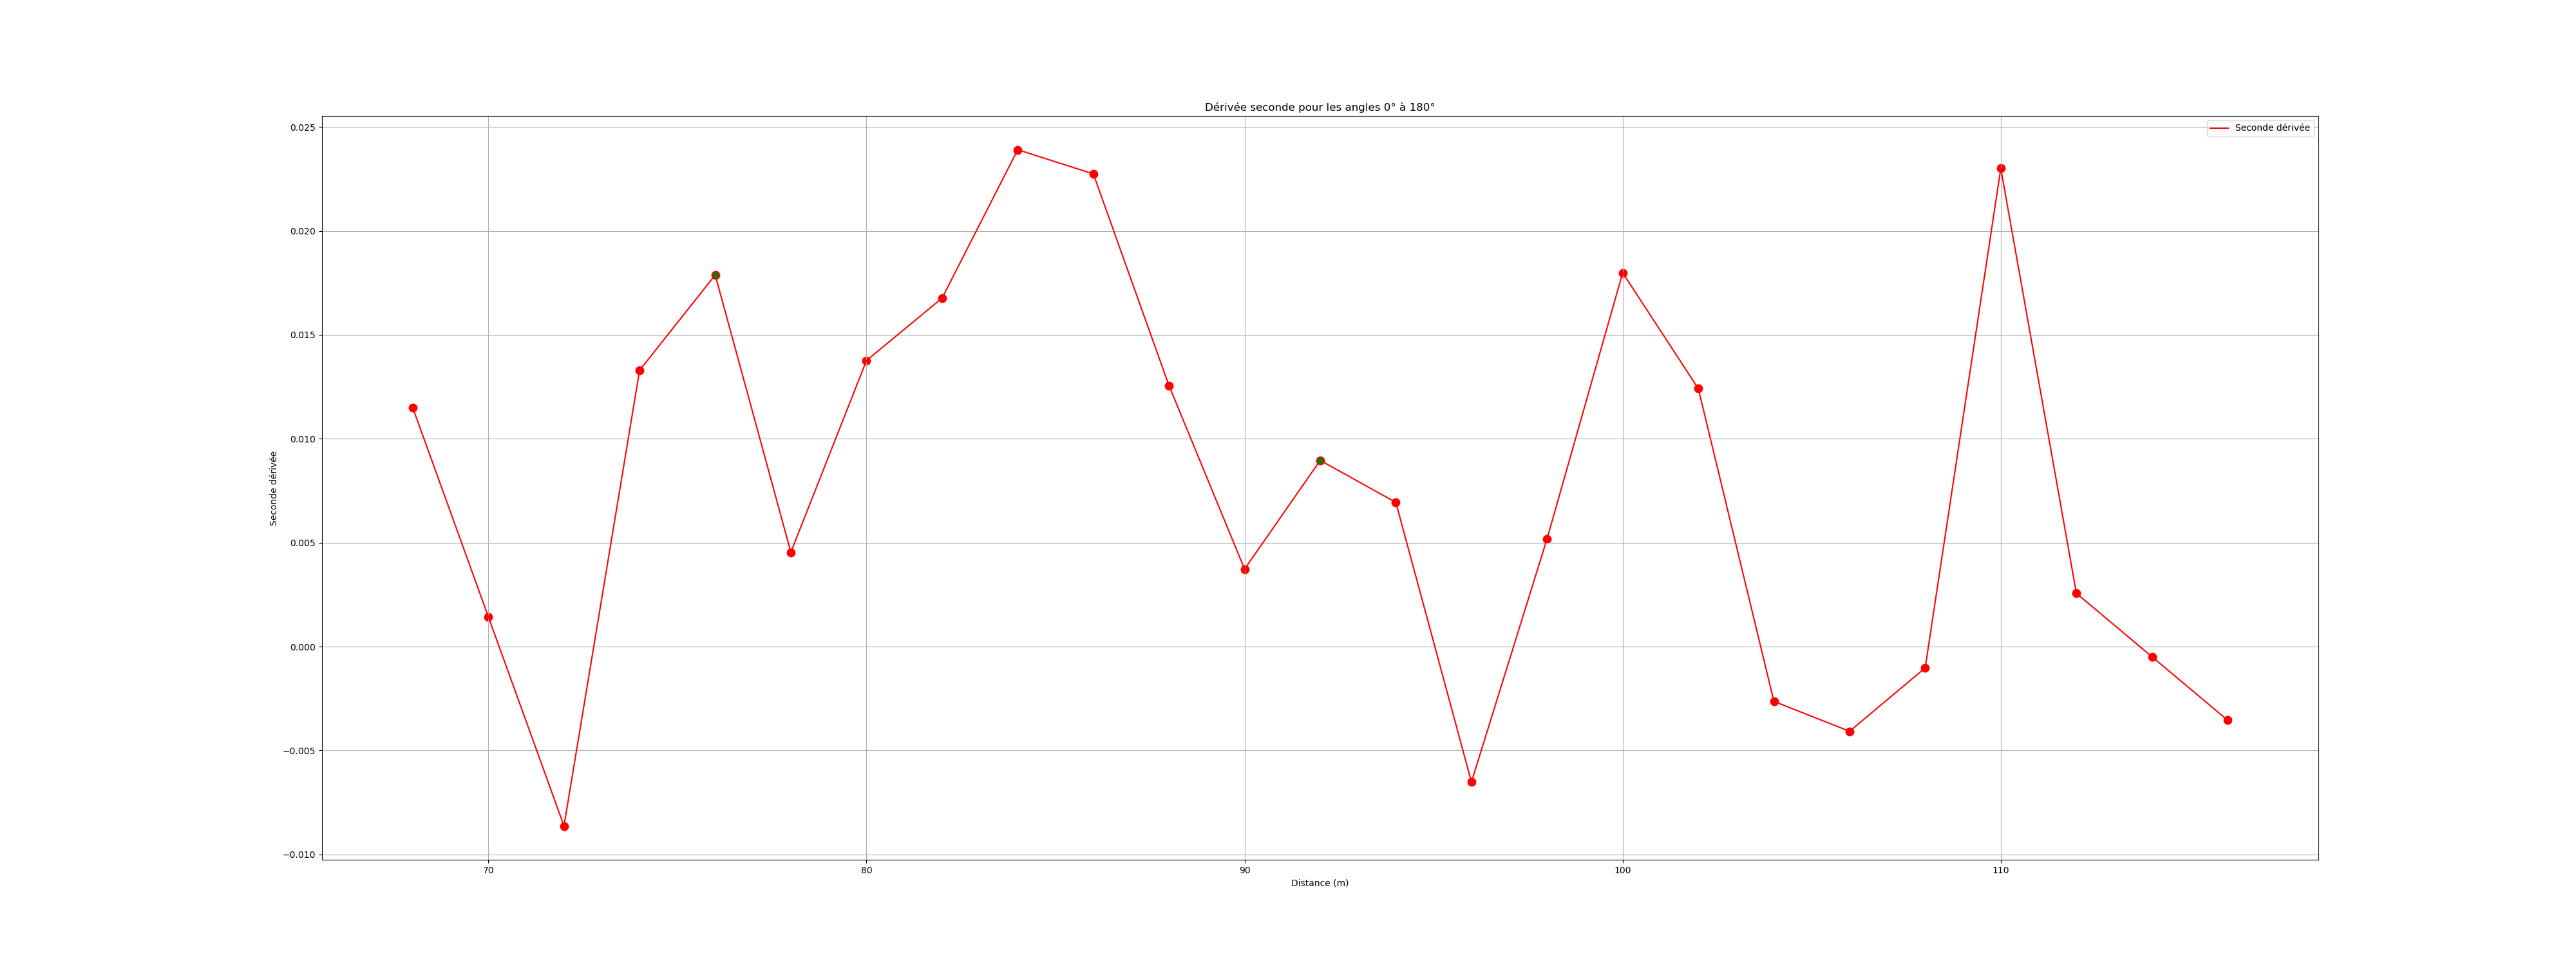 Dérivée seconde pour les angles 0° à 180°
Seconde dérivée
0.025
0.020
0.015
0.010
0.005
0.000
−0.005
−0.010
Seconde dérivée
70 80 90 100 110
Distance (m)